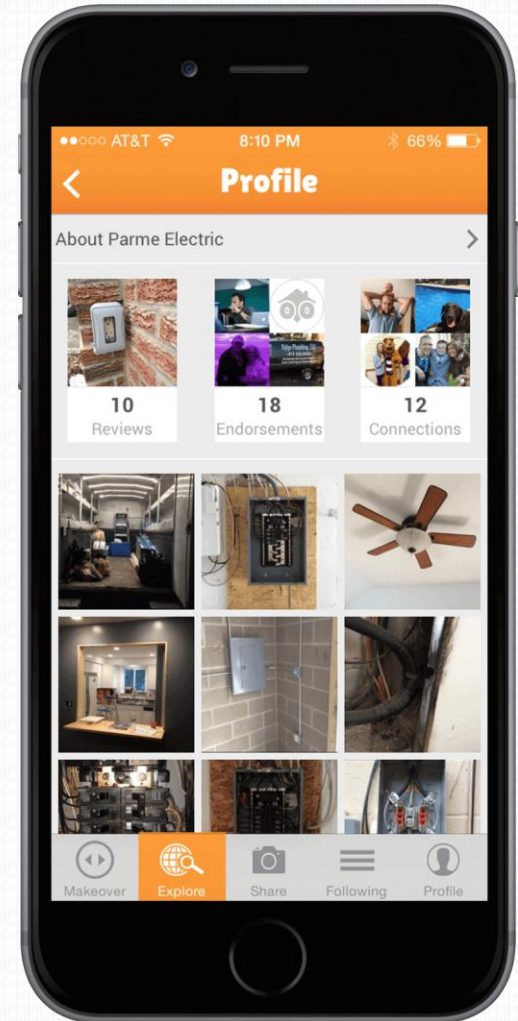 AT&T 8:10 PM 66%
Profile
About Parme Electric
10 18 12
Reviews Endorsements Connections
Makeover Explore Share Following Profile